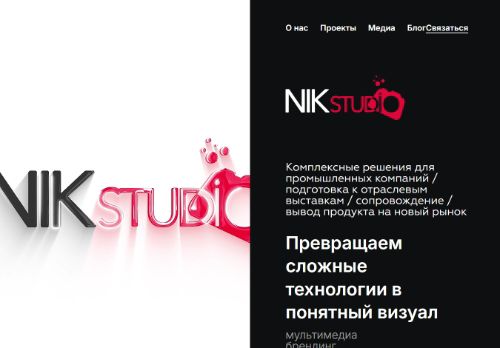 О нас Проекты Медиа Блог Связаться
NIK STUDIO
NIK STUDIO
Комплексные решения для
промышленных компаний /
подготовка к отраслевым
выставкам / сопровождение /
вывод продукта на новый рынок
Превращаем
сложные
технологии в
понятный визуал
мультимедиа
брендинг